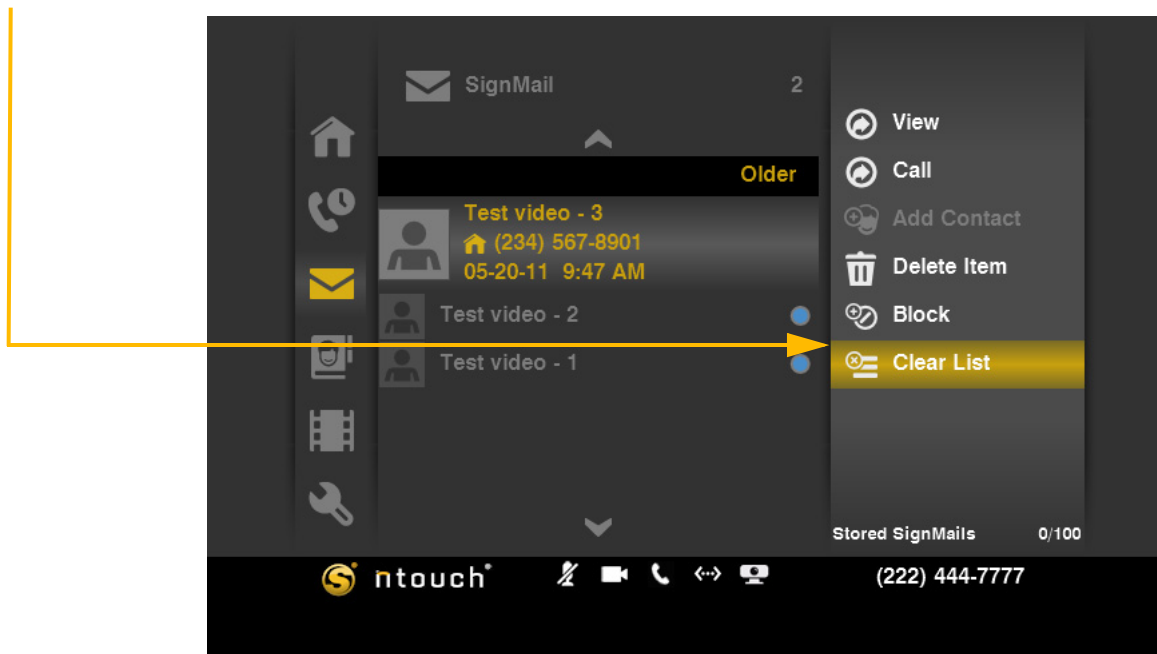 SignMail 2
Older
Test video - 3
(234) 567-8901
05-20-11 9:47 AM
Test video - 2
Test video - 1
View
Call
Add Contact
Delete Item
Block
Clear List
Stored SignMails 0/100
S ntouch (222) 444-7777